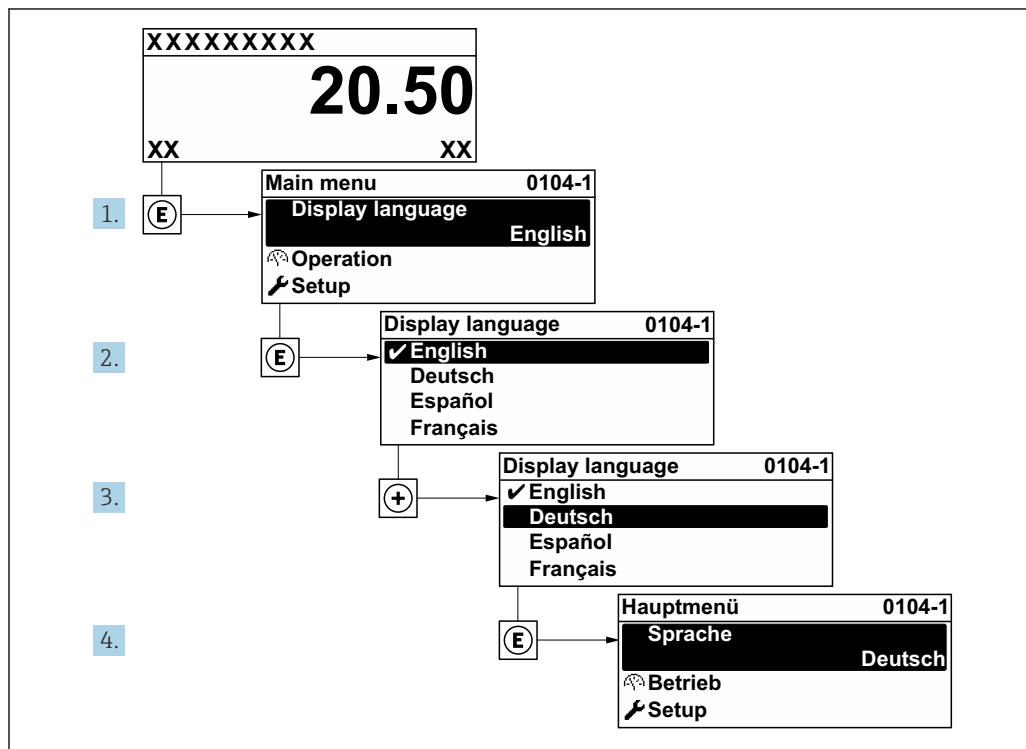 XXXXXXXXX
20.50
XX XX
1. E
Main menu 0104-1
Display language
English
Operation
Setup
2. E
Display language 0104-1
✔English
Deutsch
Español
Français
3. +
Display language 0104-1
✔English
Deutsch
Español
Français
4. E
Hauptmenü 0104-1
Sprache
Deutsch
Betrieb
Setup